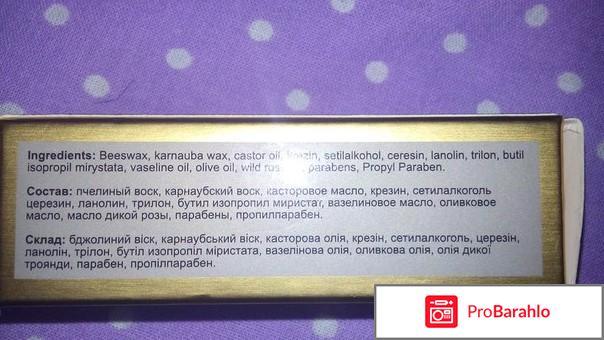 Ingredients: Beeswax, karnauba wax, castor oil, setilalkohol, ceresin, lanolin, trilon, butil
isopropil mirystata, vaseline oil, olive oil, wild parabens, Propyl Paraben.
Состав: пчелиный воск, карнаубский воск, касторовое масло, крезин, сетилалкоголь
церезин, ланолин, трилон, бутил изопропил миристат, вазелиновое масло, оливковое
масло, масло дикой розы, парабены, пропилпарабен.
Склад: бджолиний віск, карнаубський віск, касторова олія, крезін, сетилалкоголь, церезін,
ланолін, трілон, бутіл ізопропіл міристата, вазелінова олія, оливкова олія, олія дикої
троянди, парабен, пропілпарабен.
ProBarahlo